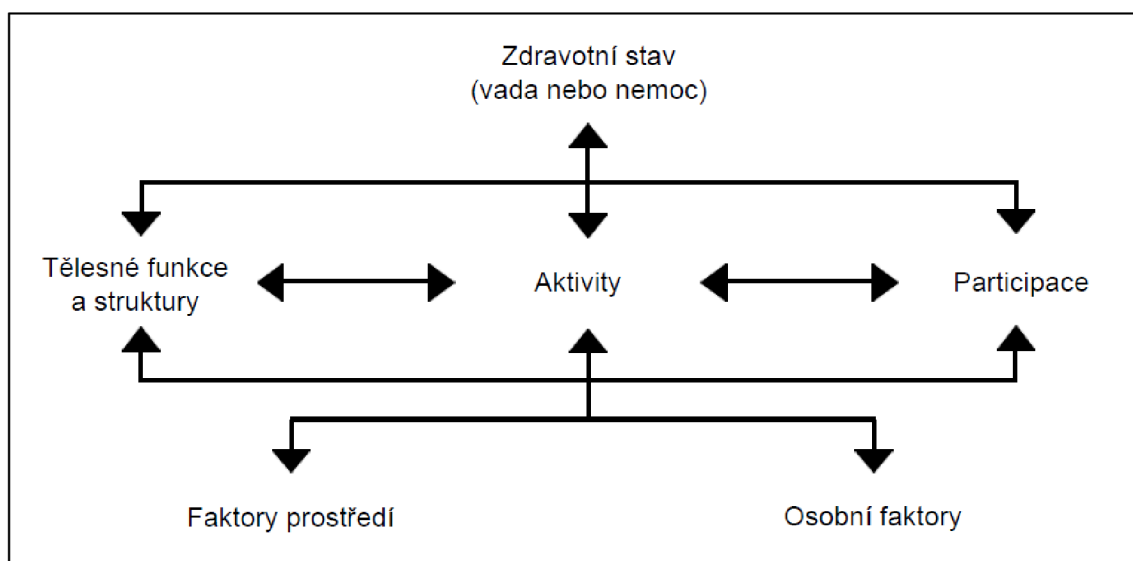 Zdravotní stav
(vada nebo nemoc)
Tělesné funkce
a struktury
Aktivity
Participace
Faktory prostředí
Osobní faktory